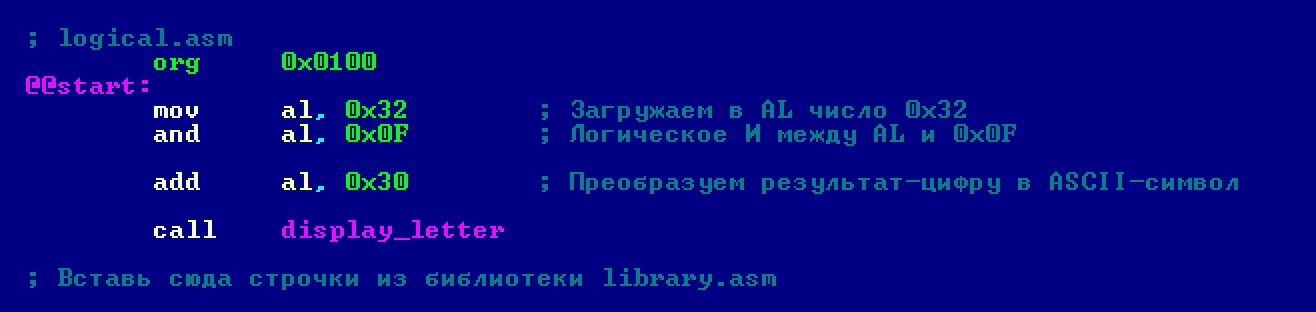 ; logical.asm
org 0x0100
@@start:
mov al, 0x32 ; Загружаем в AL число 0x32
and al, 0x0F ; Логическое И между AL и 0x0F
add al, 0x30 ; Преобразуем результат-цифру в ASCII-символ
call display_letter
; Вставь сюда строчки из библиотеки library.asm